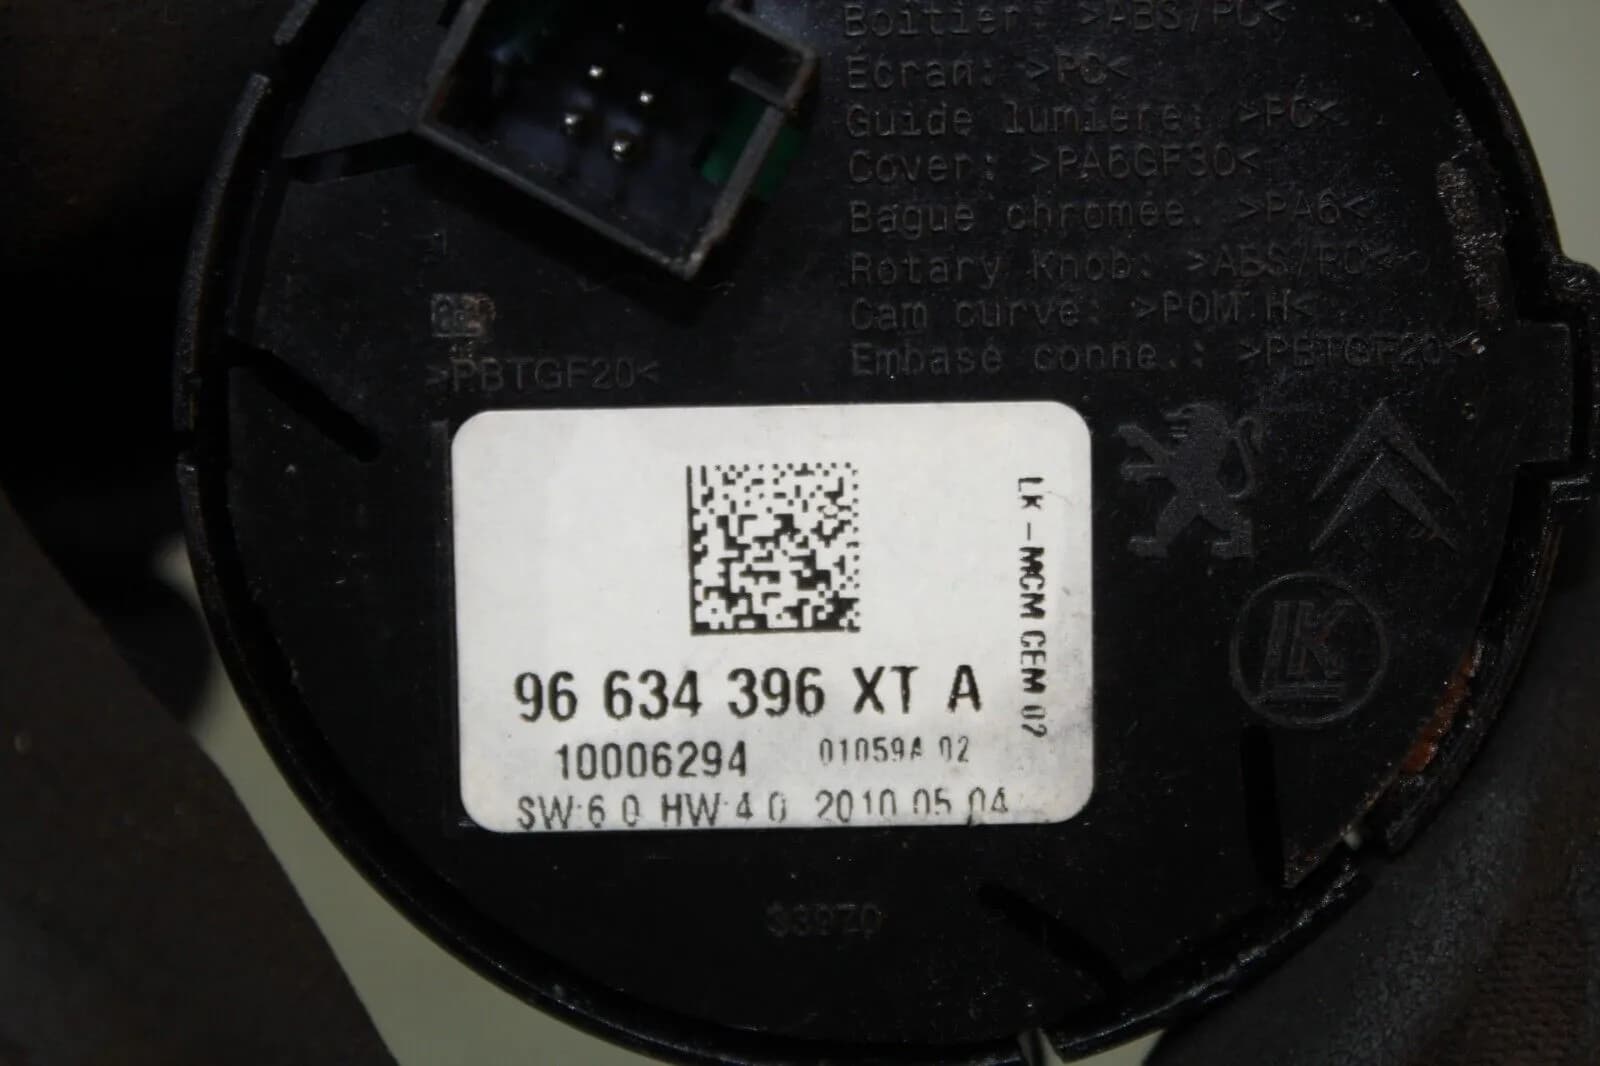 Boitier: >ABS/PC<
Écran: >PC<
Guide lumière: >PC<
Cover: >PA6GF30<
Bague chromée: >PA6<
Rotary Knob: >ABS/PC<
Cam curve: >POM H<
Embase conne.: >PBTGF20<
>PBTGF20<
LK-MCM CEM 02
96 634 396 XT A
10006294 01059A 02
SW:6.0 HW:4.0 2010.05.04
LK